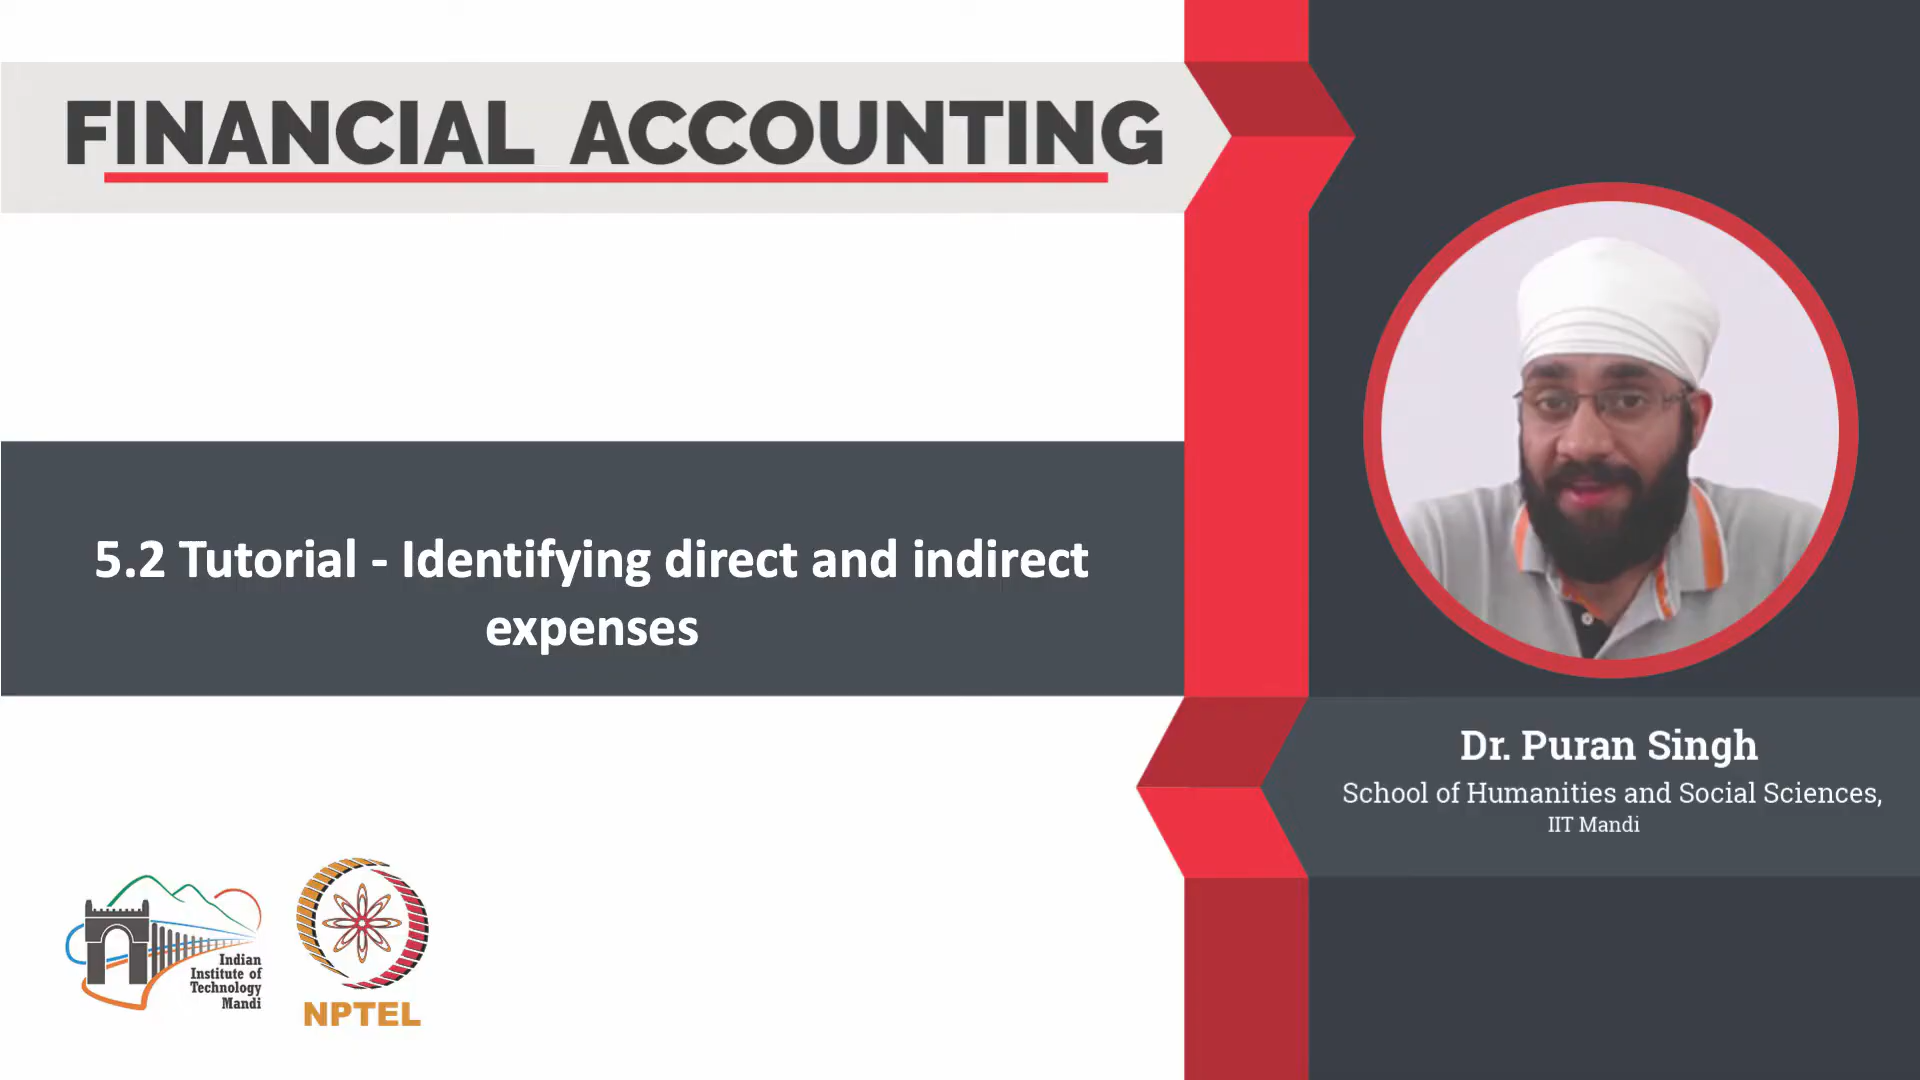 FINANCIAL ACCOUNTING
5.2 Tutorial - Identifying direct and indirect
expenses
Dr. Puran Singh
School of Humanities and Social Sciences,
IIT Mandi
Indian
Institute of
Technology
Mandi
NPTEL